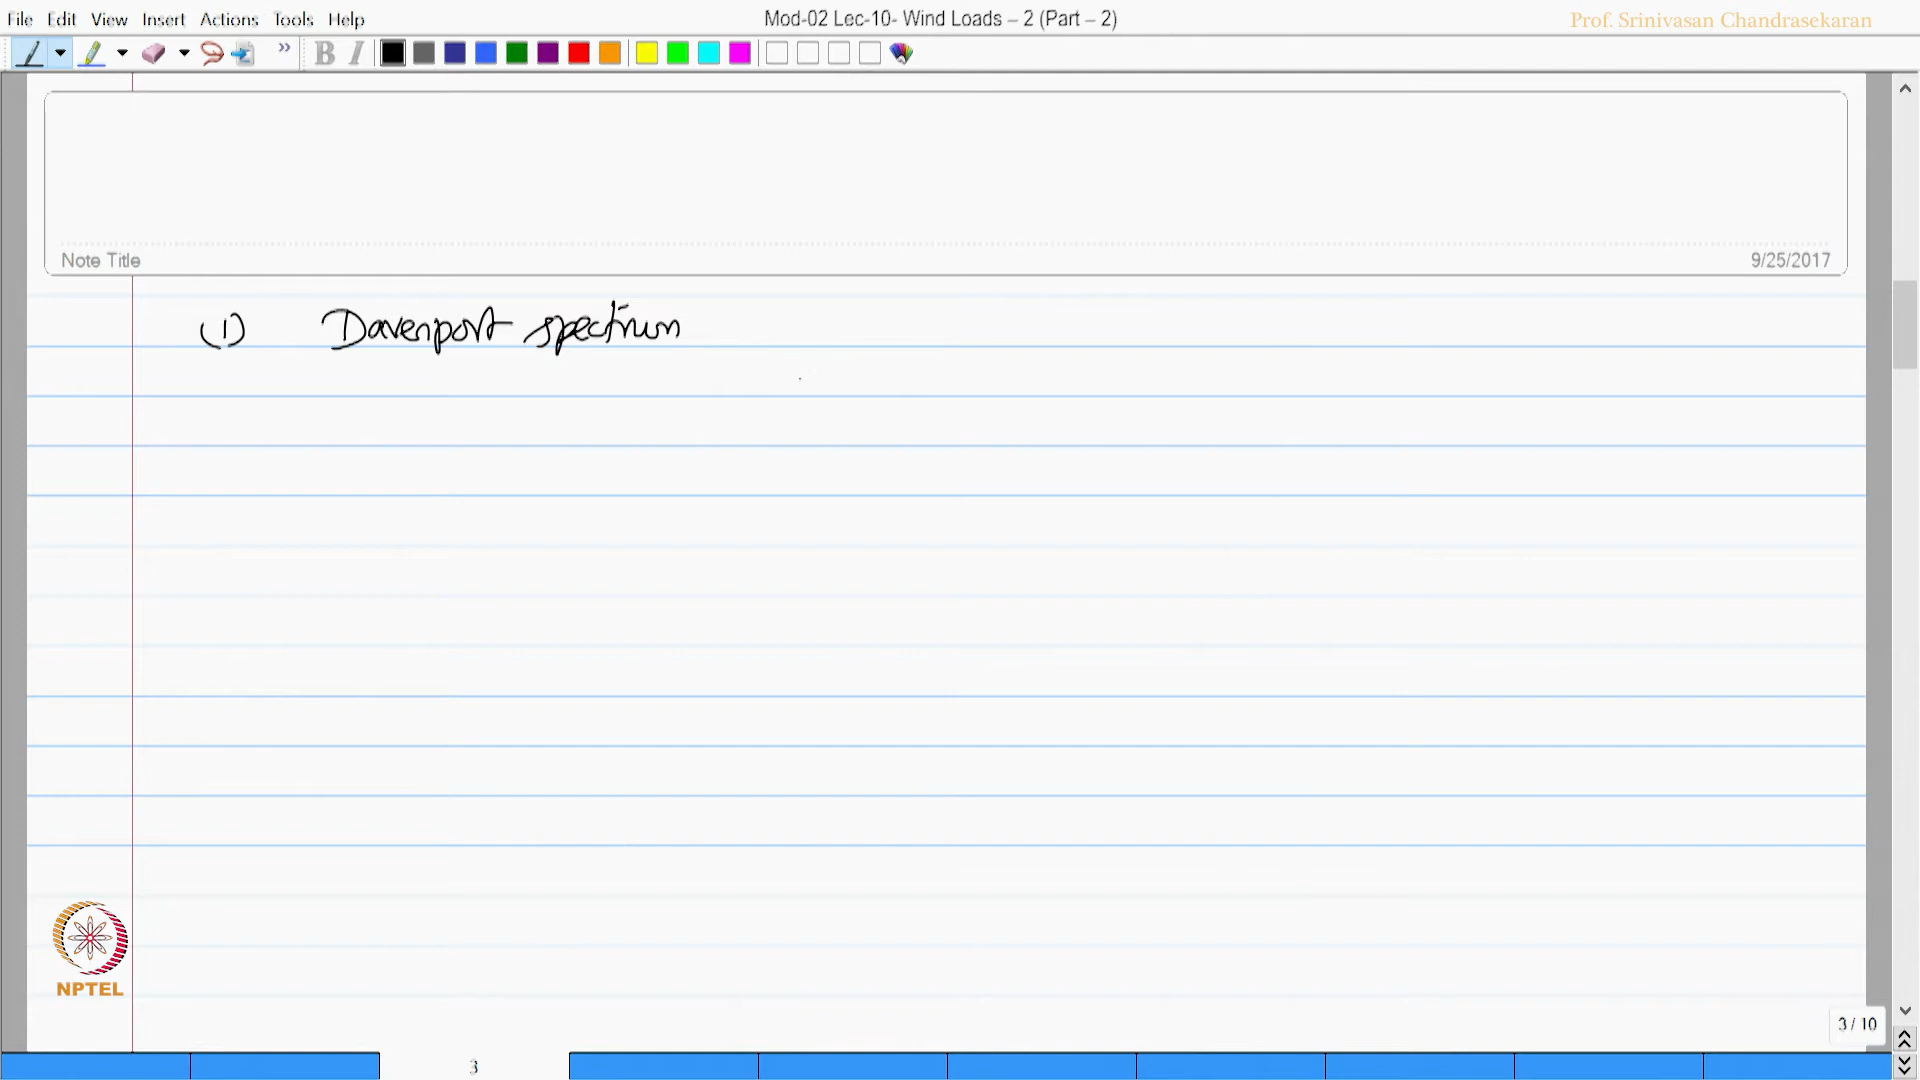 File Edit View Insert Actions Tools Help
Mod-02 Lec-10- Wind Loads – 2 (Part – 2)
Prof. Srinivasan Chandrasekaran
B I
Note Title
9/25/2017
(1) Davenport spectrum
NPTEL
3 / 10
3